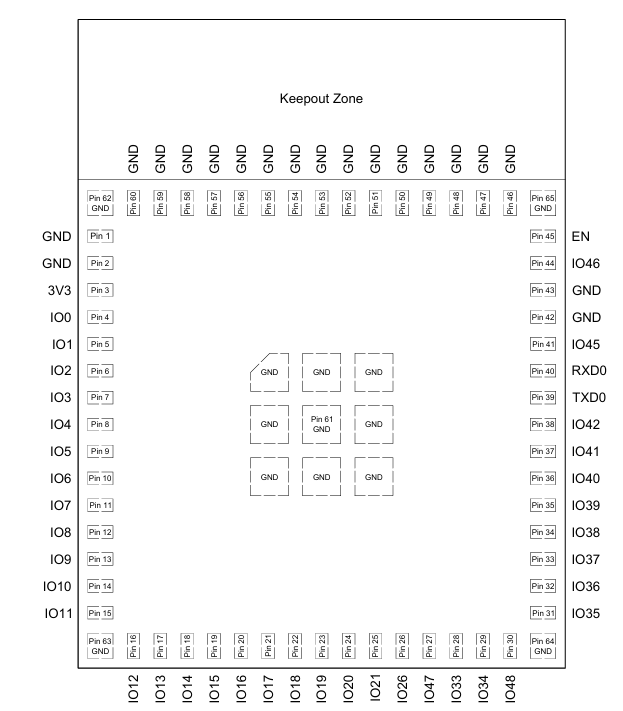 Keepout Zone
GND GND GND GND GND GND GND GND GND GND GND GND GND GND GND
Pin 62 Pin 60 Pin 59 Pin 58 Pin 57 Pin 56 Pin 55 Pin 54 Pin 53 Pin 52 Pin 51 Pin 50 Pin 49 Pin 48 Pin 47 Pin 46 Pin 65
GND GND
GND Pin 1 Pin 45 EN
GND Pin 2 Pin 44 IO46
3V3 Pin 3 Pin 43 GND
IO0 Pin 4 Pin 42 GND
IO1 Pin 5 Pin 41 IO45
IO2 Pin 6 GND GND GND Pin 40 RXD0
IO3 Pin 7 Pin 39 TXD0
Pin 61
IO4 Pin 8 GND GND GND Pin 38 IO42
IO5 Pin 9 Pin 37 IO41
IO6 Pin 10 GND GND GND Pin 36 IO40
IO7 Pin 11 Pin 35 IO39
IO8 Pin 12 Pin 34 IO38
IO9 Pin 13 Pin 33 IO37
IO10 Pin 14 Pin 32 IO36
IO11 Pin 15 Pin 31 IO35
Pin 63 Pin 16 Pin 17 Pin 18 Pin 19 Pin 20 Pin 21 Pin 22 Pin 23 Pin 24 Pin 25 Pin 26 Pin 27 Pin 28 Pin 29 Pin 30 Pin 64
GND GND
IO12 IO13 IO14 IO15 IO16 IO17 IO18 IO19 IO20 IO21 IO26 IO47 IO33 IO34 IO48